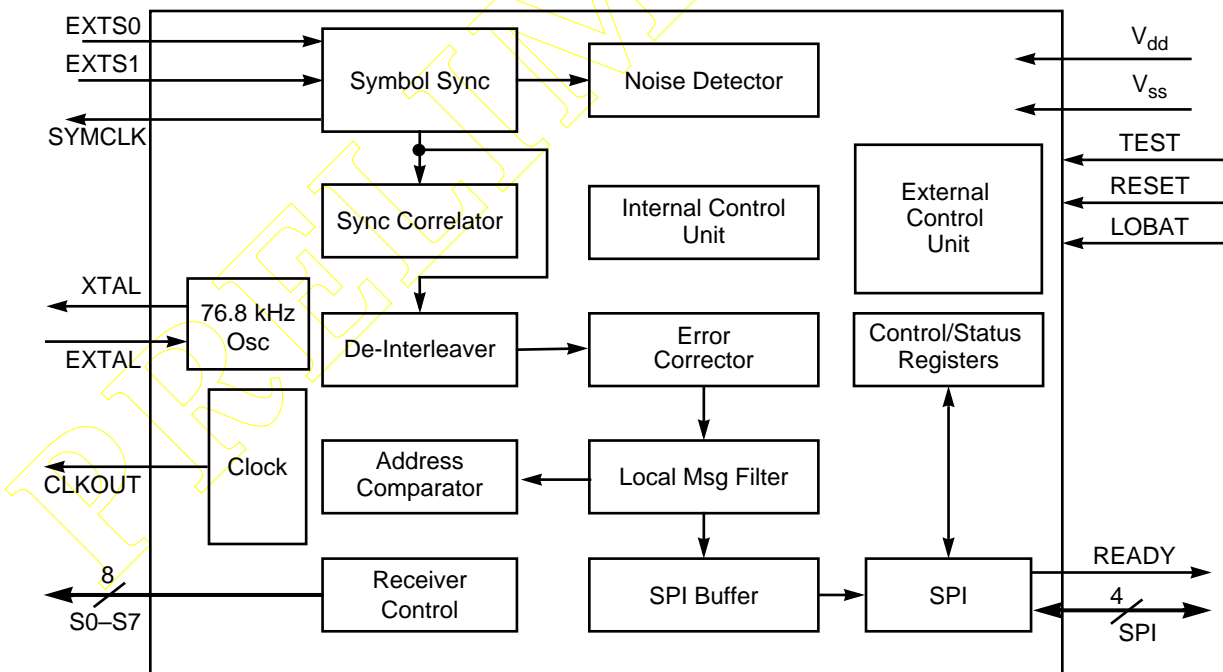 EXTS0
EXTS1
SYMCLK
Symbol Sync
Noise Detector
Vdd
Vss
TEST
RESET
LOBAT
Sync Correlator
Internal Control
Unit
External
Control
Unit
XTAL
EXTAL
76.8 kHz
Osc
De-Interleaver
Error
Corrector
Control/Status
Registers
CLKOUT
Clock
Address
Comparator
Local Msg Filter
8
S0–S7
Receiver
Control
SPI Buffer
SPI
READY
4
SPI
PRELIM